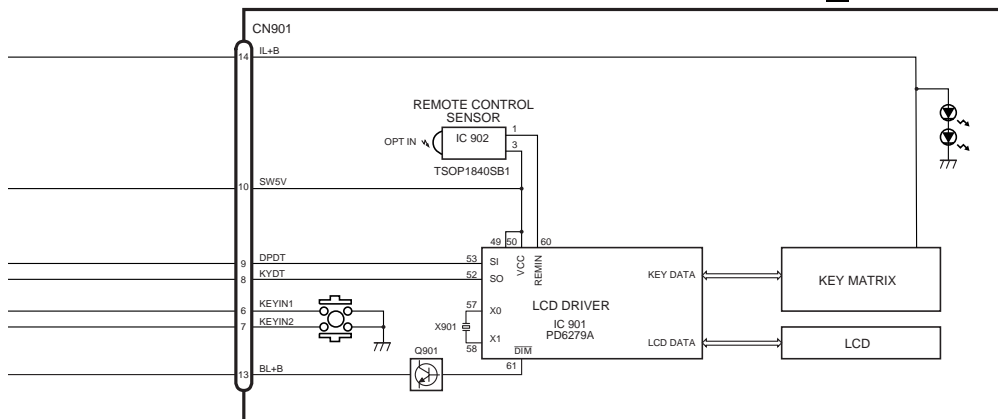 CN901
14 IL+B
REMOTE CONTROL
SENSOR
OPT IN
IC 902
1
3
TSOP1840SB1
10 SW5V
49 50 60
9 DPDT
8 KYDT
53 SI
52 SO
VCC
REMIN
KEY DATA
KEY MATRIX
6 KEYIN1
7 KEYIN2
57 X0
X901
58 X1
LCD DRIVER
IC 901
PD6279A
LCD DATA
LCD
DIM
61
Q901
13 BL+B